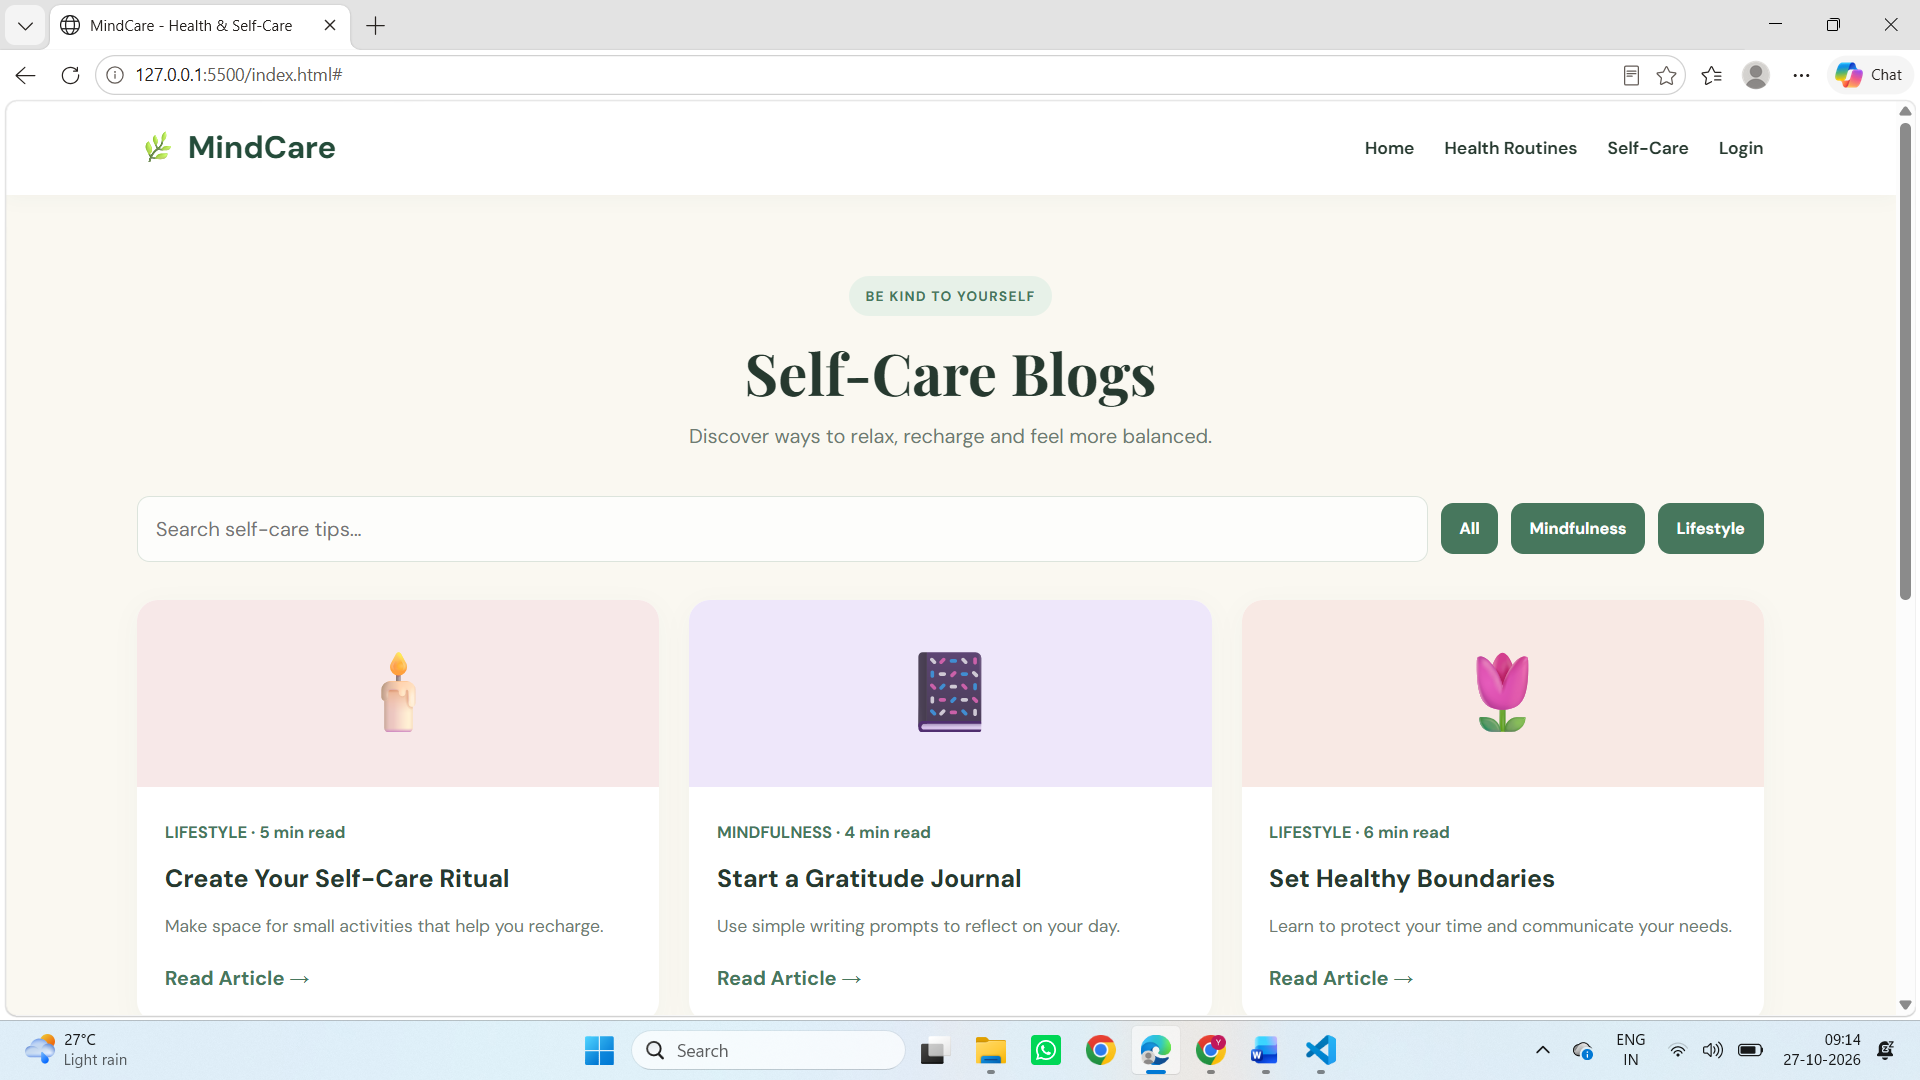 MindCare - Health & Self-Care
127.0.0.1:5500/index.html#
Chat
MindCare
Home Health Routines Self-Care Login
BE KIND TO YOURSELF
Self-Care Blogs
Discover ways to relax, recharge and feel more balanced.
Search self-care tips...
All Mindfulness Lifestyle
LIFESTYLE · 5 min read
Create Your Self-Care Ritual
Make space for small activities that help you recharge.
Read Article →
MINDFULNESS · 4 min read
Start a Gratitude Journal
Use simple writing prompts to reflect on your day.
Read Article →
LIFESTYLE · 6 min read
Set Healthy Boundaries
Learn to protect your time and communicate your needs.
Read Article →
27°C
Light rain
Search
Y
W
ENG
IN
09:14
27-10-2026